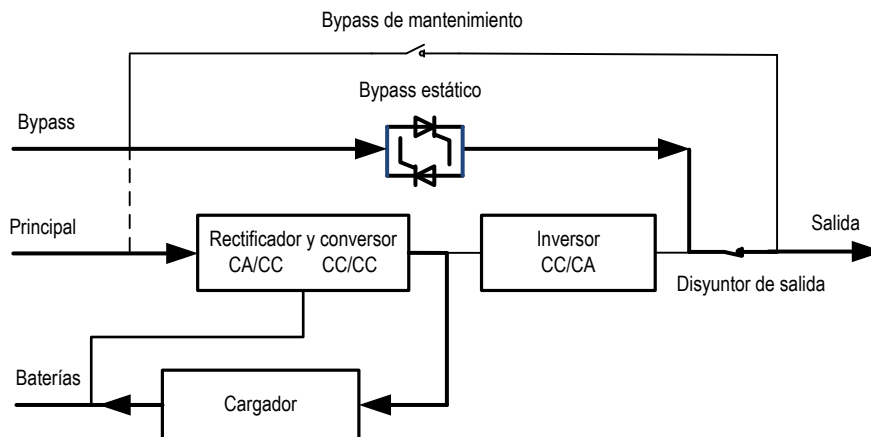 Bypass de mantenimiento
Bypass estático
Bypass
Principal
Rectificador y conversor
CA/CC CC/CC
Inversor
CC/CA
Salida
Disyuntor de salida
Baterías
Cargador